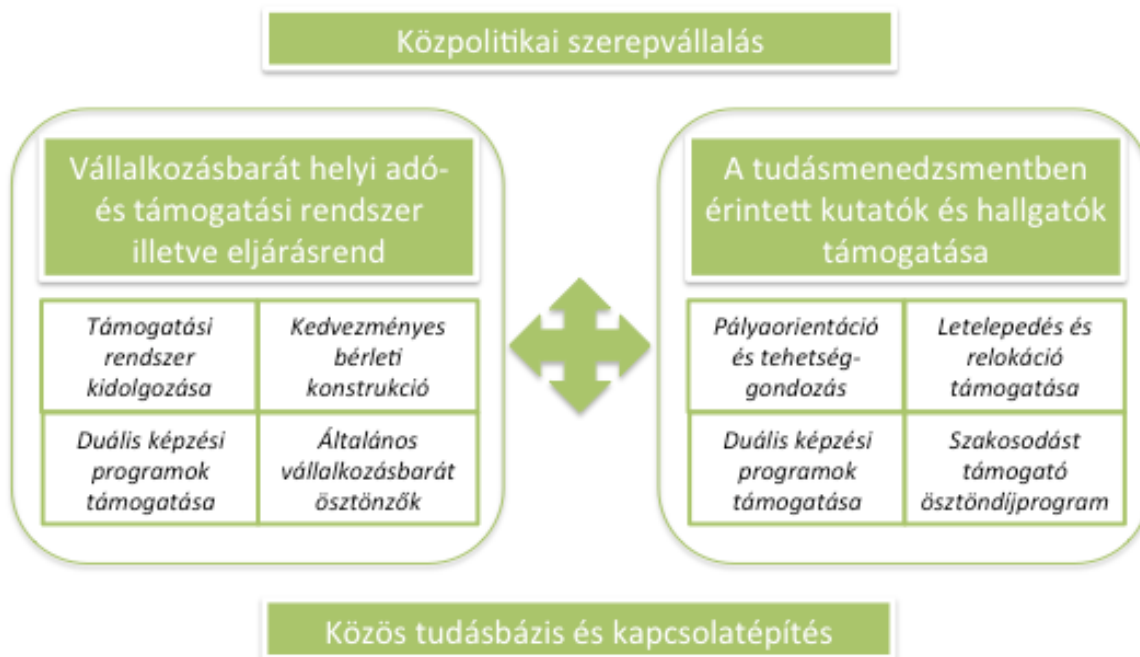 Közpolitikai szerepvállalás
Vállalkozásbarát helyi adó-
és támogatási rendszer
illetve eljárásrend
Támogatási
rendszer
kidolgozása
Kedvezményes
bérleti
konstrukció
Duális képzési
programok
támogatása
Általános
vállalkozásbarát
ösztönzők
A tudásmenedzsmentben
érintett kutatók és hallgatók
támogatása
Pályaorientáció
és tehetség-
gondozás
Letelepedés és
relokáció
támogatása
Duális képzési
programok
támogatása
Szakosodást
támogató
ösztöndíjprogram
Közös tudásbázis és kapcsolatépítés